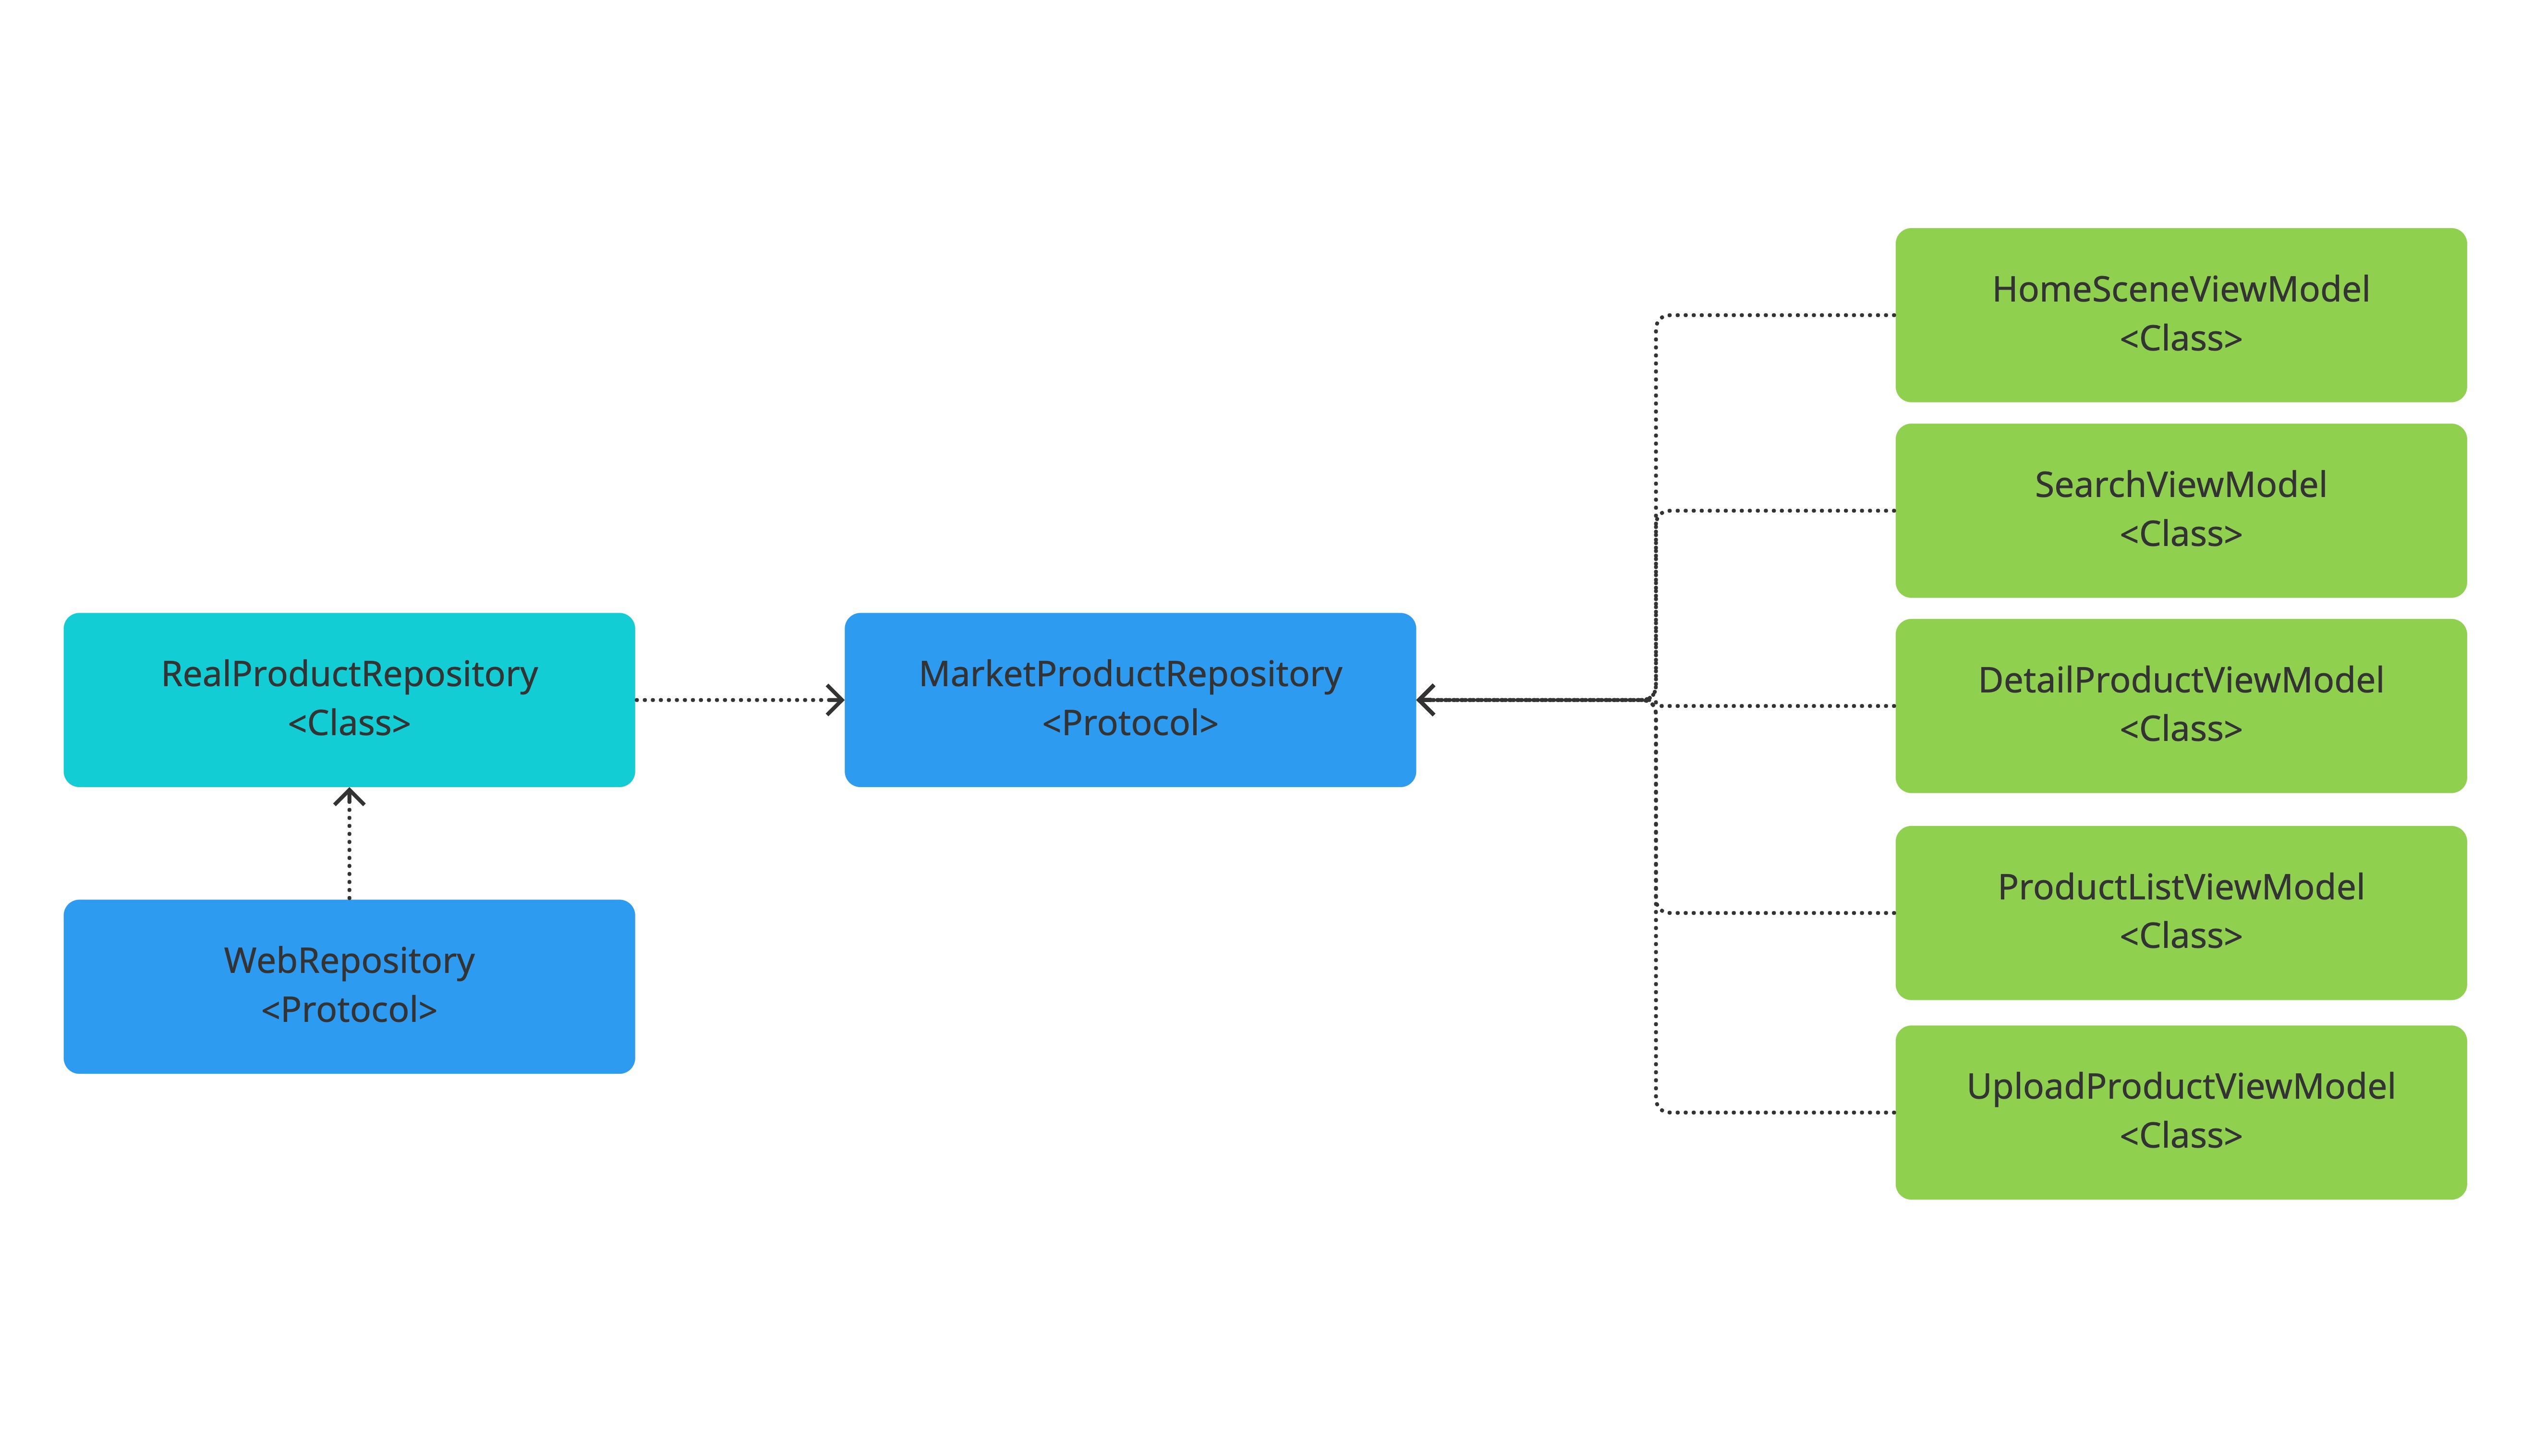 RealProductRepository
<Class>
WebRepository
<Protocol>
MarketProductRepository
<Protocol>
HomeSceneViewModel
<Class>
SearchViewModel
<Class>
DetailProductViewModel
<Class>
ProductListViewModel
<Class>
UploadProductViewModel
<Class>